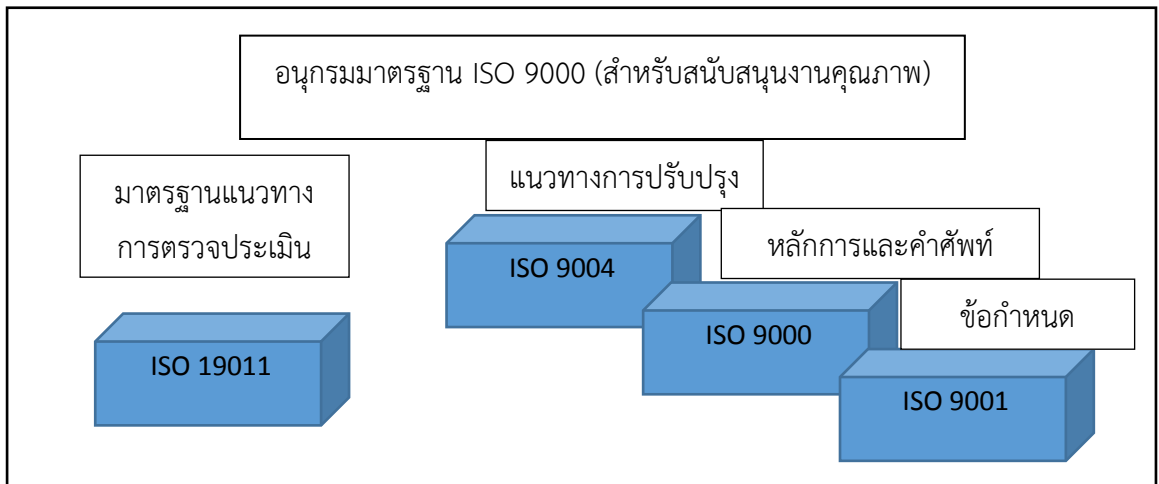 อนุกรมมาตรฐาน ISO 9000 (สำหรับสนับสนุนงานคุณภาพ)
มาตรฐานแนวทาง
การตรวจประเมิน
ISO 19011
แนวทางการปรับปรุง
ISO 9004
หลักการและคำศัพท์
ISO 9000
ข้อกำหนด
ISO 9001